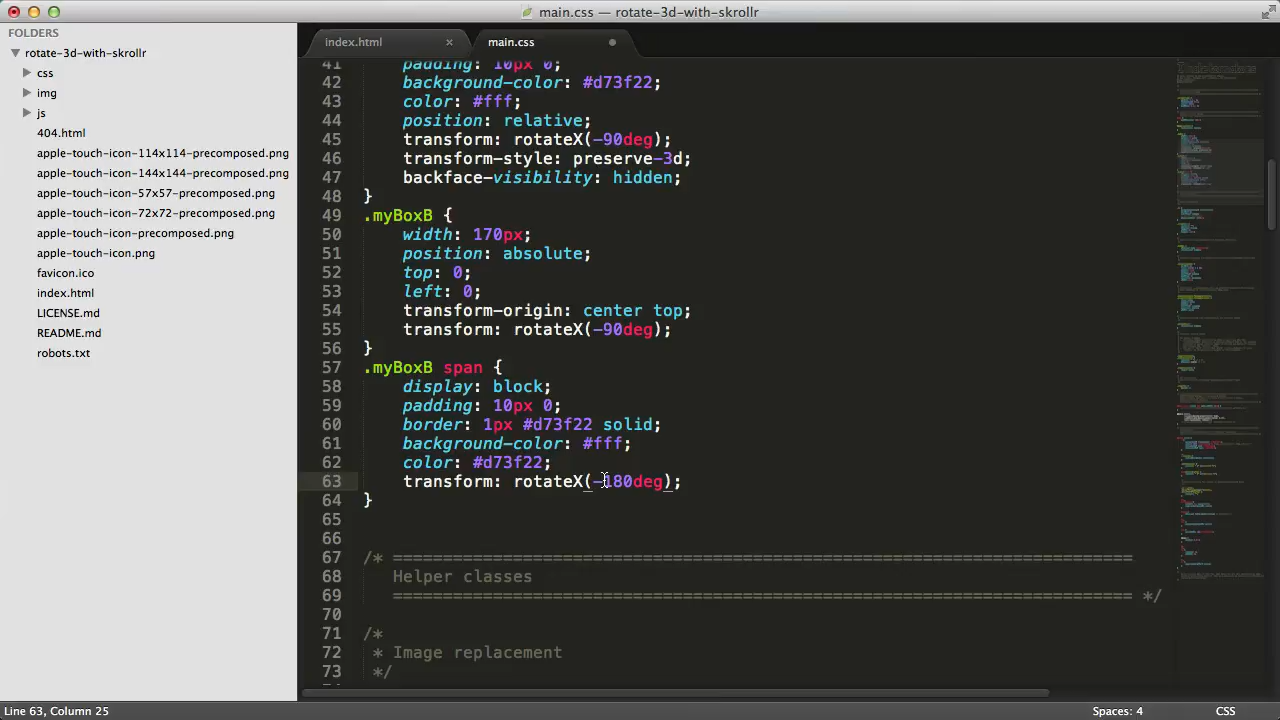 main.css — rotate-3d-with-skrollr
FOLDERS
rotate-3d-with-skrollr
css
img
js
404.html
apple-touch-icon-114x114-precomposed.png
apple-touch-icon-144x144-precomposed.png
apple-touch-icon-57x57-precomposed.png
apple-touch-icon-72x72-precomposed.png
apple-touch-icon-precomposed.png
apple-touch-icon.png
favicon.ico
index.html
LICENSE.md
README.md
robots.txt
index.html × main.css
41 padding: 10px 0;
42 background-color: #d73f22;
43 color: #fff;
44 position: relative;
45 transform: rotateX(-90deg);
46 transform-style: preserve-3d;
47 backface-visibility: hidden;
48 }
49 .myBoxB {
50 width: 170px;
51 position: absolute;
52 top: 0;
53 left: 0;
54 transform-origin: center top;
55 transform: rotateX(-90deg);
56 }
57 .myBoxB span {
58 display: block;
59 padding: 10px 0;
60 border: 1px #d73f22 solid;
61 background-color: #fff;
62 color: #d73f22;
63 transform: rotateX(-180deg);
64 }
65
66
67 /* ==========================================================================
68 Helper classes
69 ========================================================================== */
70
71 /*
72 * Image replacement
73 */
Line 63, Column 25
Spaces: 4
CSS